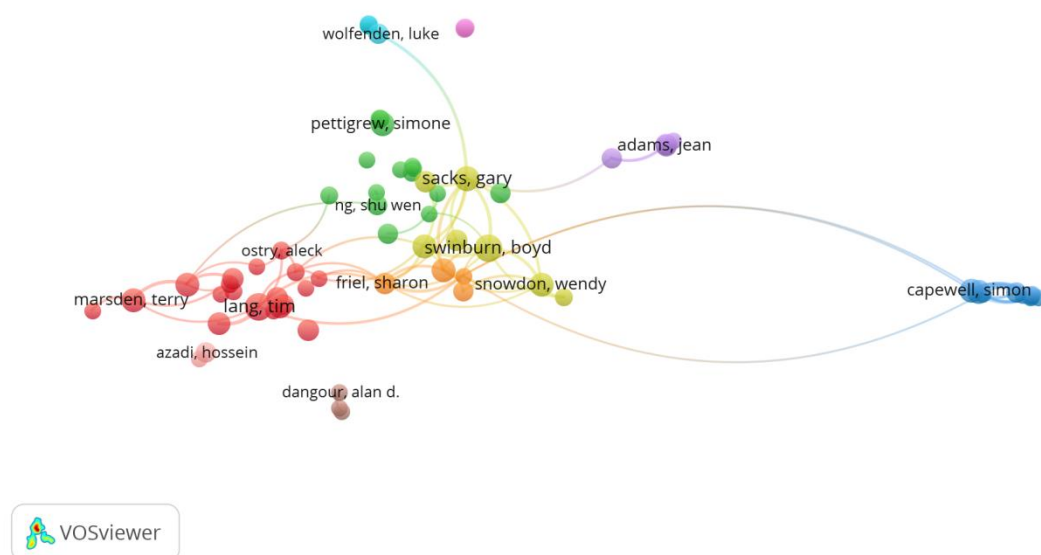 wolfenden, luke
pettigrew, simone
adams, jean
sacks, gary
ng, shu wen
ostry, aleck
swinburn, boyd
friel, sharon
snowdon, wendy
capewell, simon
marsden, terry
lang, tim
azadi, hossein
dangour, alan d.
VOSviewer